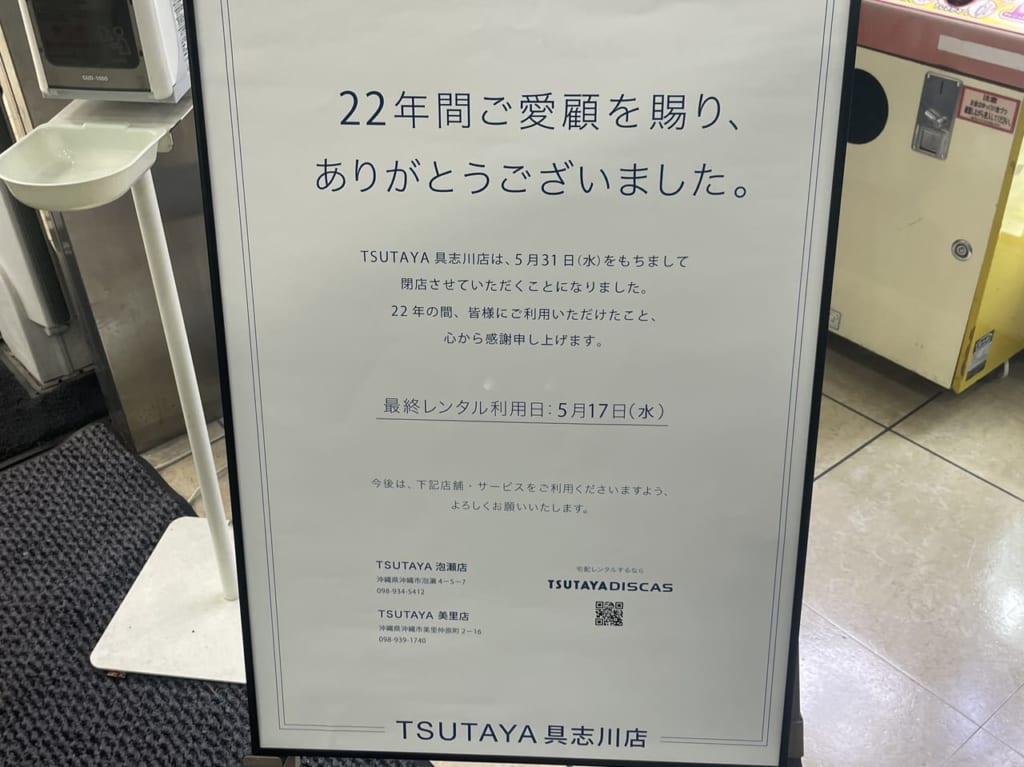 GUD-1000
22年間ご愛顧を賜り、
ありがとうございました。
TSUTAYA 具志川店は、5月31日(水)をもちまして
閉店させていただくことになりました。
22年の間、皆様にご利用いただけたこと、
心から感謝申し上げます。
最終レンタル利用日：5月17日(水)
今後は、下記店舗・サービスをご利用くださいますよう、
よろしくお願いいたします。
TSUTAYA 泡瀬店
沖縄県沖縄市泡瀬4-5-7
098-934-5412
TSUTAYA 美里店
沖縄県沖縄市美里仲原町2-16
098-939-1740
宅配レンタルするなら
TSUTAYA DISCAS
TSUTAYA 具志川店
注意